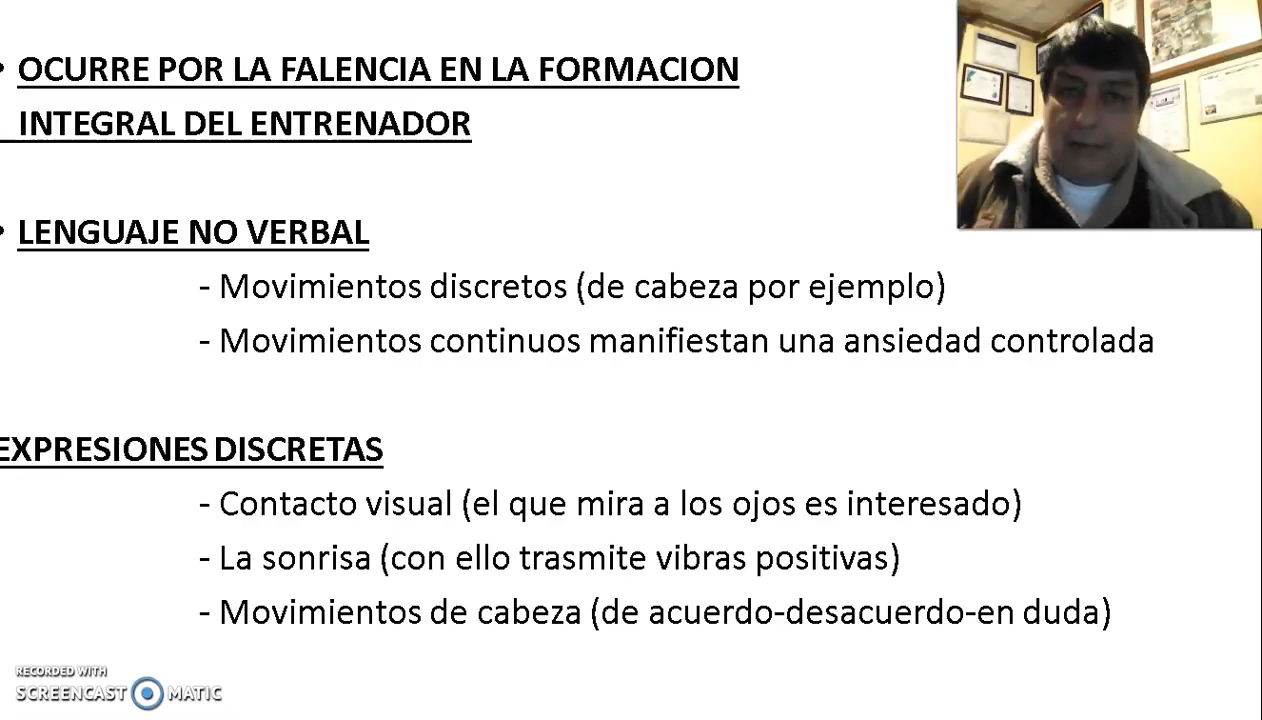 • OCURRE POR LA FALENCIA EN LA FORMACION
INTEGRAL DEL ENTRENADOR
• LENGUAJE NO VERBAL
- Movimientos discretos (de cabeza por ejemplo)
- Movimientos continuos manifiestan una ansiedad controlada
EXPRESIONES DISCRETAS
- Contacto visual (el que mira a los ojos es interesado)
- La sonrisa (con ello trasmite vibras positivas)
- Movimientos de cabeza (de acuerdo-desacuerdo-en duda)
RECORDED WITH
SCREENCAST MATIC